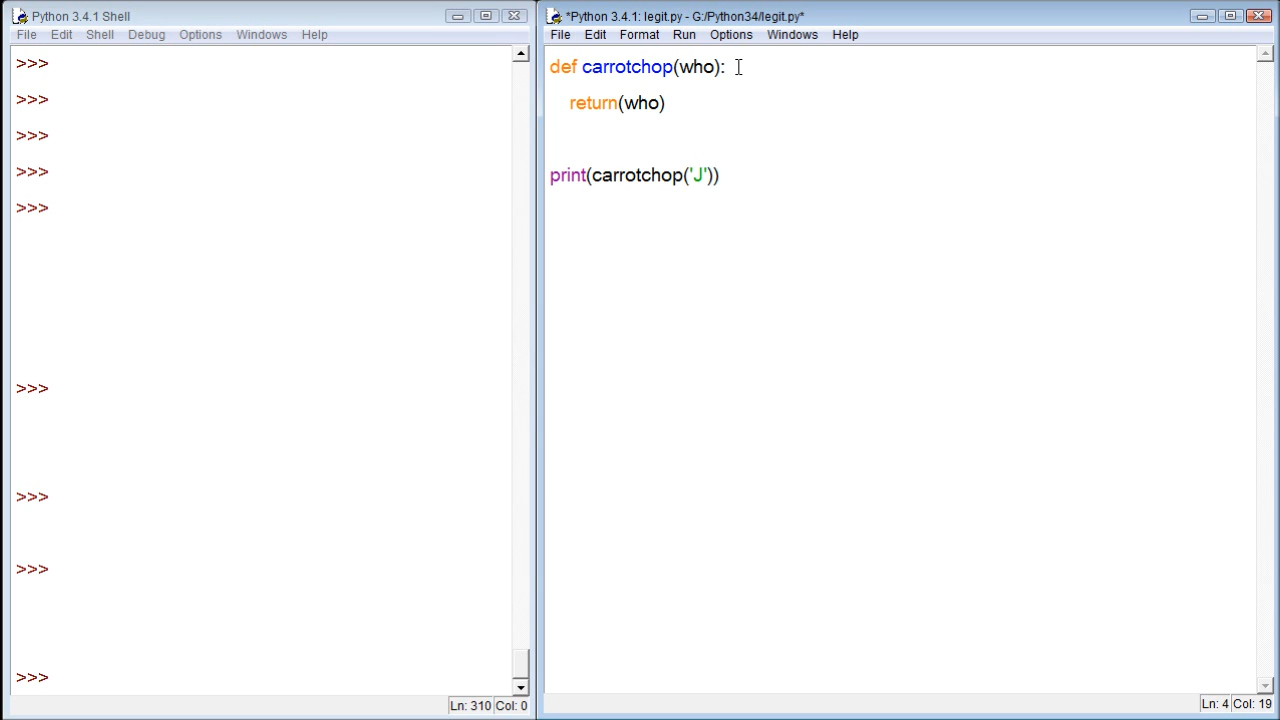 Python 3.4.1 Shell
File Edit Shell Debug Options Windows Help
>>>
>>>
>>>
>>>
>>>
>>>
>>>
>>>
>>>
Ln: 310 Col: 0
*Python 3.4.1: legit.py - G:/Python34/legit.py*
File Edit Format Run Options Windows Help
def carrotchop(who):
return(who)
print(carrotchop('J'))
Ln: 4 Col: 19